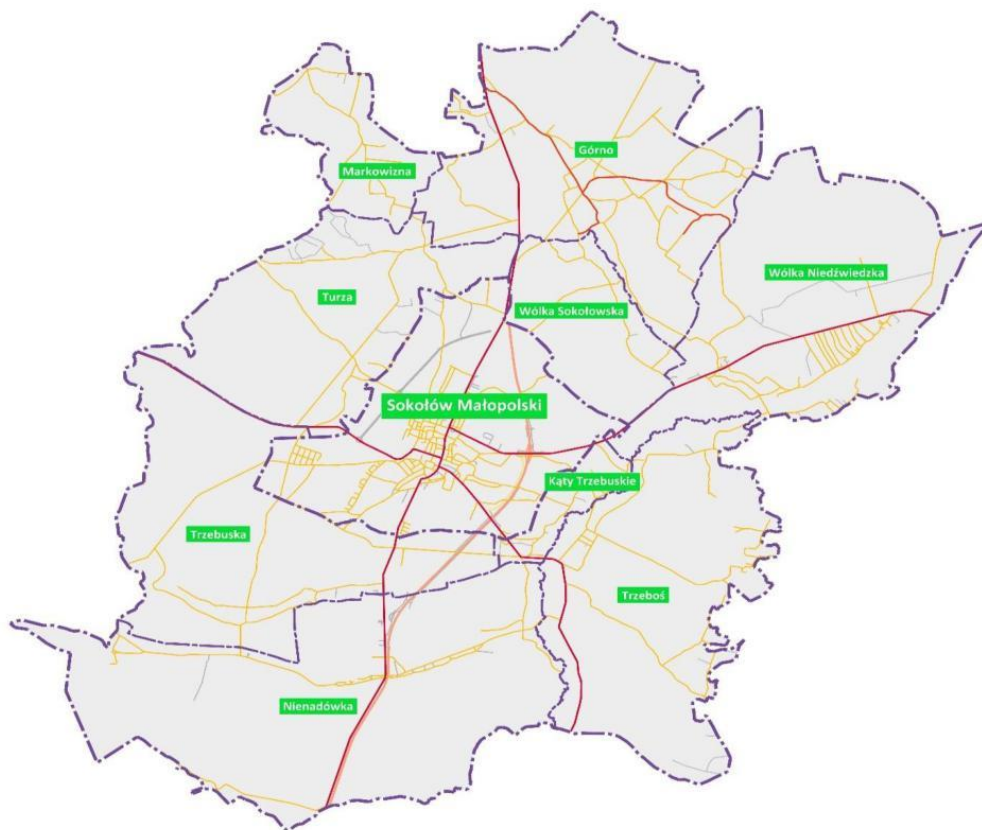 Górno
Markowizna
Wólka Niedźwiedzka
Turza
Wólka Sokołowska
Sokołów Małopolski
Kąty Trzebuskie
Trzebuska
Trzeboś
Nienadówka